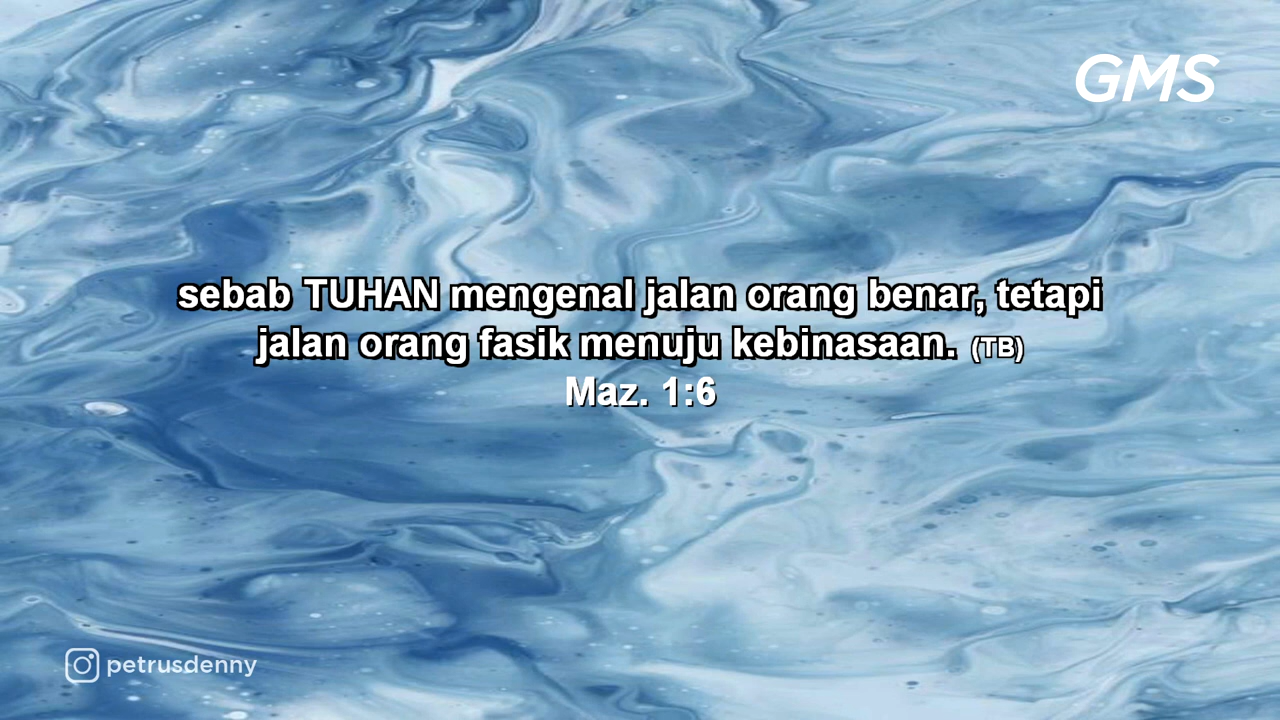 GMS
sebab TUHAN mengenal jalan orang benar, tetapi
jalan orang fasik menuju kebinasaan. (TB)
Maz. 1:6
petrusdenny